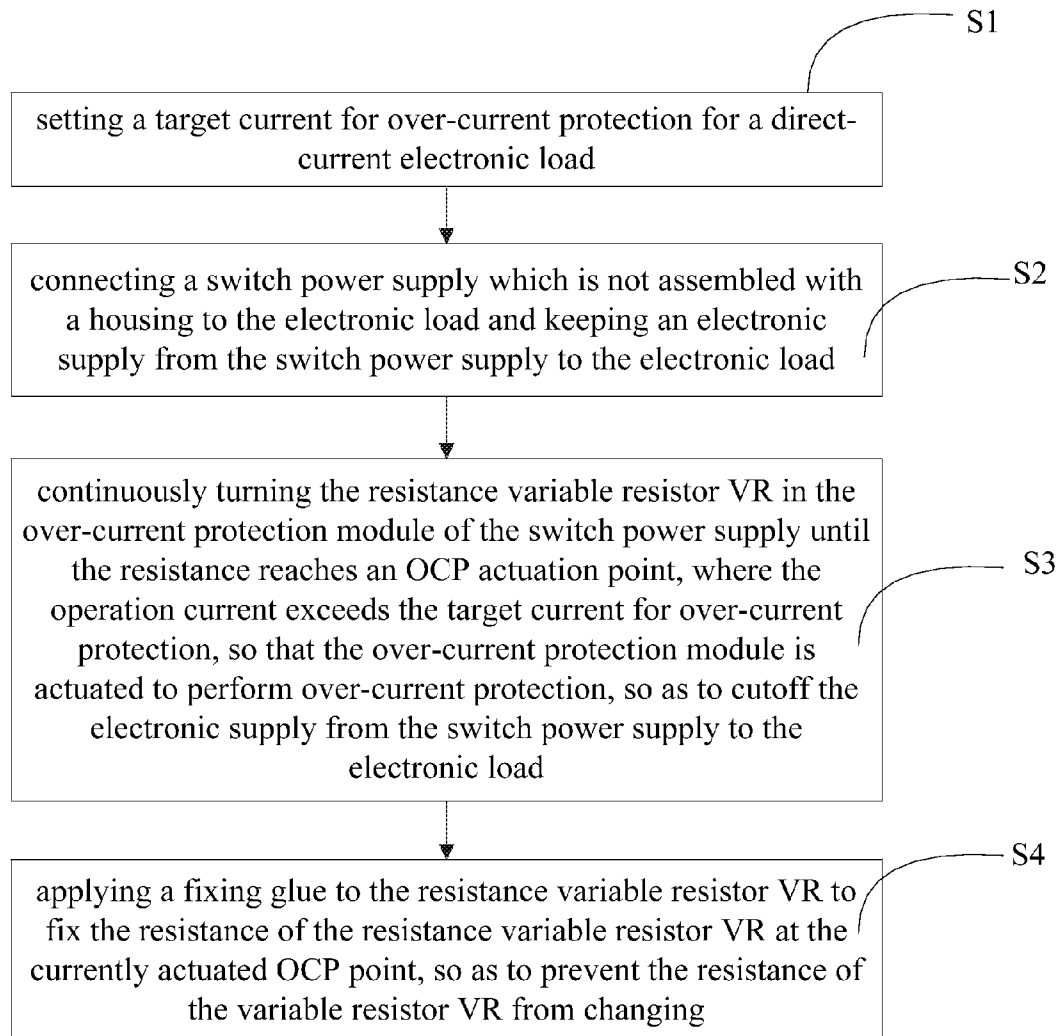 S1
setting a target current for over-current protection for a direct-
current electronic load
S2
connecting a switch power supply which is not assembled with
a housing to the electronic load and keeping an electronic
supply from the switch power supply to the electronic load
S3
continuously turning the resistance variable resistor VR in the
over-current protection module of the switch power supply until
the resistance reaches an OCP actuation point, where the
operation current exceeds the target current for over-current
protection, so that the over-current protection module is
actuated to perform over-current protection, so as to cutoff the
electronic supply from the switch power supply to the
electronic load
S4
applying a fixing glue to the resistance variable resistor VR to
fix the resistance of the resistance variable resistor VR at the
currently actuated OCP point, so as to prevent the resistance of
the variable resistor VR from changing